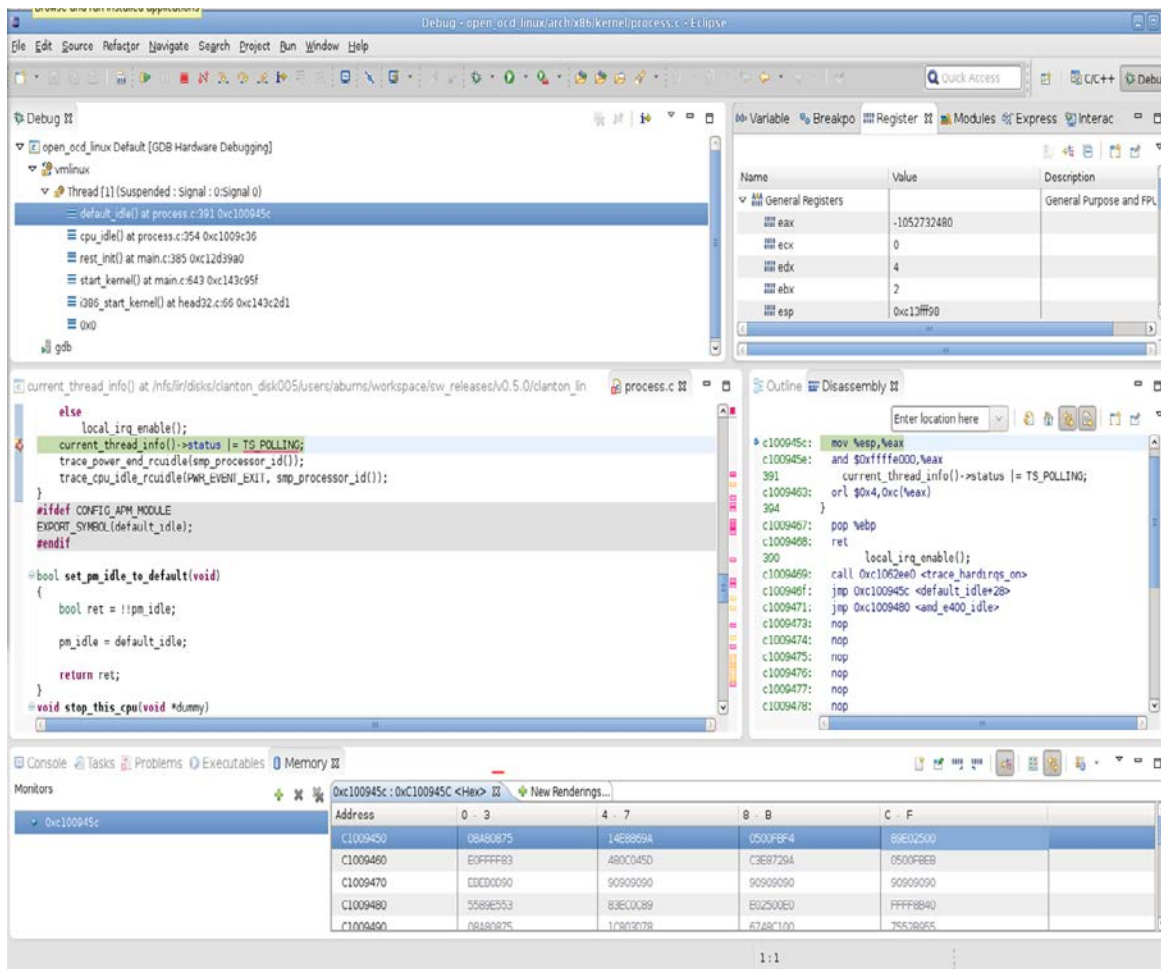 Browse and run installed applications
Debug - open_ocd_linux/arch/x86/kernel/process.c - Eclipse
File Edit Source Refactor Navigate Search Project Run Window Help
Quick Access
C/C++
Debu
Debug
open_ocd_linux Default [GDB Hardware Debugging]
vmlinux
Thread [1] (Suspended : Signal : 0:Signal 0)
default_idle() at process.c:391 0xc100945c
cpu_idle() at process.c:354 0xc1009c36
rest_init() at main.c:385 0xc12d39a0
start_kernel() at main.c:643 0xc143c95f
i386_start_kernel() at head32.c:66 0xc143c2d1
0x0
gdb
Variable Breakpo Register Modules Express Interac
Name Value Description
General Registers General Purpose and FPU
eax -1052732480
ecx 0
edx 4
ebx 2
esp 0xc13fff90
current_thread_info() at /nfs/lir/disks/clanton_disk005/users/aburns/workspace/sw_releases/v0.5.0/clanton_lin
process.c
else
local_irq_enable();
current_thread_info()->status |= TS_POLLING;
trace_power_end_rcuidle(smp_processor_id());
trace_cpu_idle_rcuidle(PWR_EVENT_EXIT, smp_processor_id());
}
#ifdef CONFIG_APM_MODULE
EXPORT_SYMBOL(default_idle);
#endif
bool set_pm_idle_to_default(void)
{
bool ret = !!pm_idle;
pm_idle = default_idle;
return ret;
}
void stop_this_cpu(void *dummy)
Outline Disassembly
Enter location here
c100945c: mov %esp,%eax
c100945e: and $0xffffe000,%eax
391 current_thread_info()->status |= TS_POLLING;
c1009463: orl $0x4,0xc(%eax)
394 }
c1009467: pop %ebp
c1009468: ret
390 local_irq_enable();
c1009469: call 0xc1062ee0 <trace_hardirqs_on>
c100946f: jmp 0xc100945c <default_idle+28>
c1009471: jmp 0xc1009480 <amd_e400_idle>
c1009473: nop
c1009474: nop
c1009475: nop
c1009476: nop
c1009477: nop
c1009478: nop
Console Tasks Problems Executables Memory
Monitors
0xc100945c
0xc100945c : 0xC100945C <Hex>
New Renderings...
Address 0 - 3 4 - 7 8 - B C - F
C1009450 08A80875 14E8869A 0500FBF4 89E02500
C1009460 E0FFFF83 480C045D C3E8729A 0500FBEB
C1009470 90909090 90909090 90909090
C1009480 5589E553 83EC0C89 E02500E0 FFFF8B40
C1009490 08A80875 1C803D78 6748C100 75528955
1:1